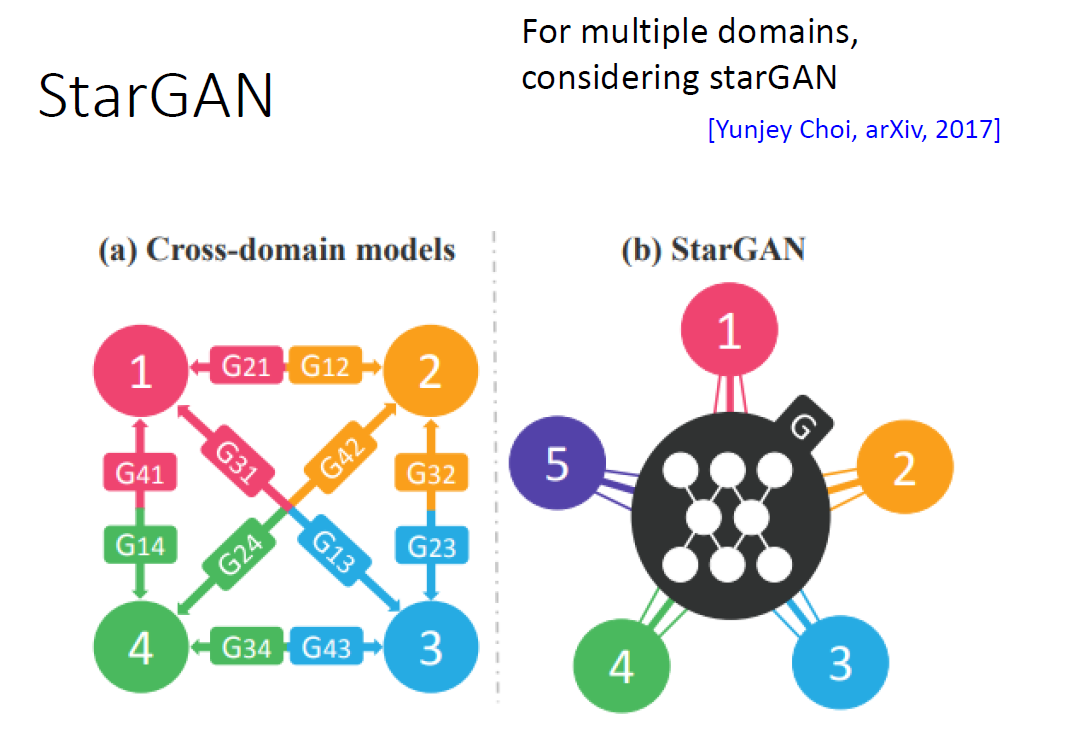 StarGAN
For multiple domains,
considering starGAN
[Yunjey Choi, arXiv, 2017]
(a) Cross-domain models
1
G21
G12
2
G41
G31
G42
G32
G14
G24
G13
G23
4
G34
G43
3
(b) StarGAN
1
G
5
2
4
3